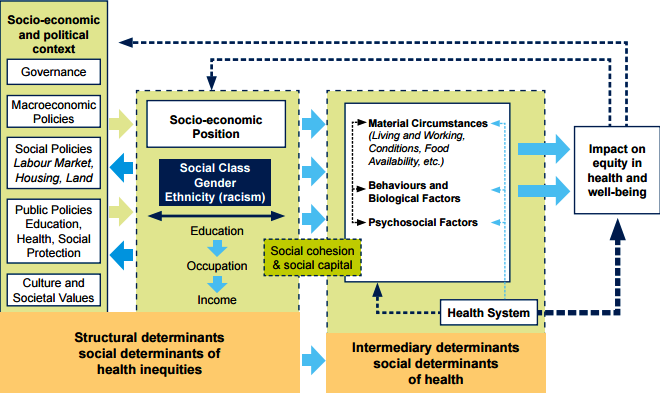 Socio-economic
and political
context
Governance
Macroeconomic
Policies
Social Policies
Labour Market,
Housing, Land
Public Policies
Education,
Health, Social
Protection
Culture and
Societal Values
Socio-economic
Position
Social Class
Gender
Ethnicity (racism)
Education
Occupation
Income
Social cohesion
& social capital
Material Circumstances
(Living and Working,
Conditions, Food
Availability, etc.)
Behaviours and
Biological Factors
Psychosocial Factors
Health System
Impact on
equity in
health and
well-being
Structural determinants
social determinants of
health inequities
Intermediary determinants
social determinants
of health